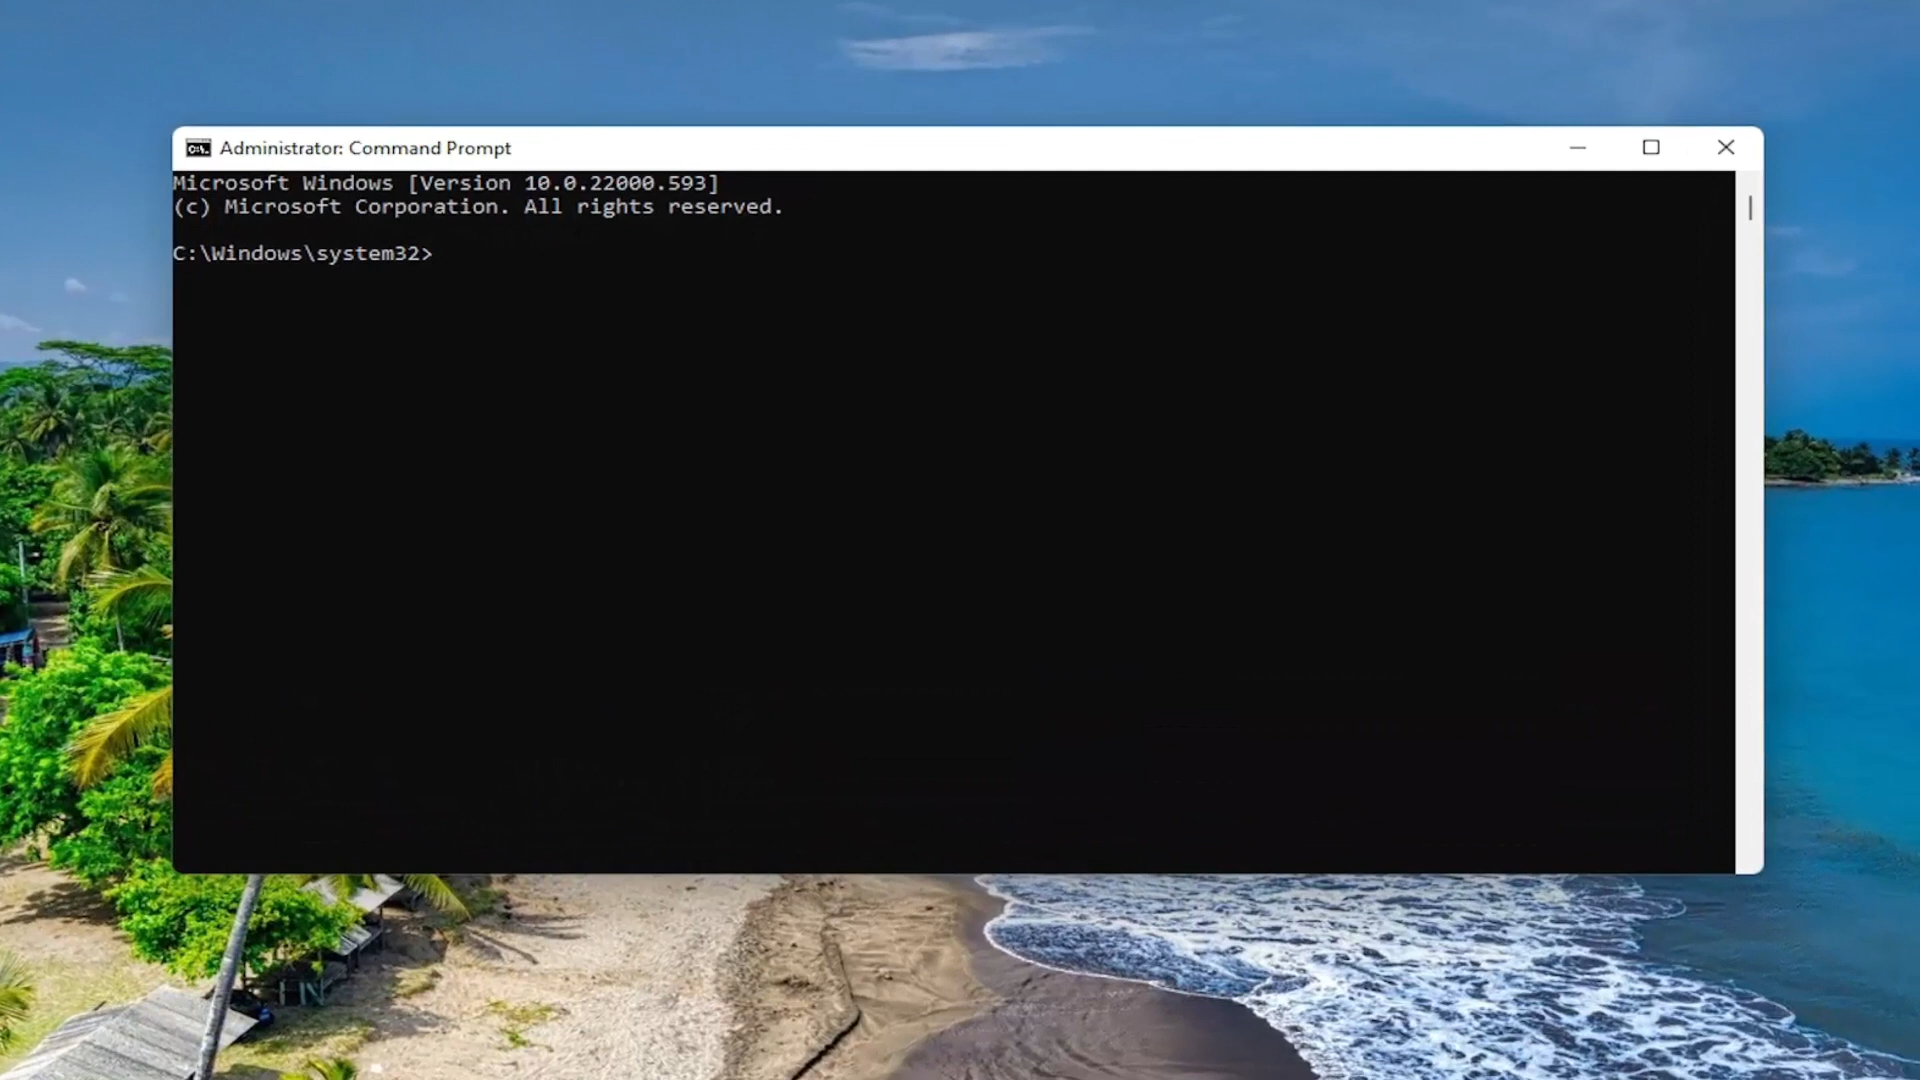 Administrator: Command Prompt
Microsoft Windows [Version 10.0.22000.593]
(c) Microsoft Corporation. All rights reserved.
C:\Windows\system32>